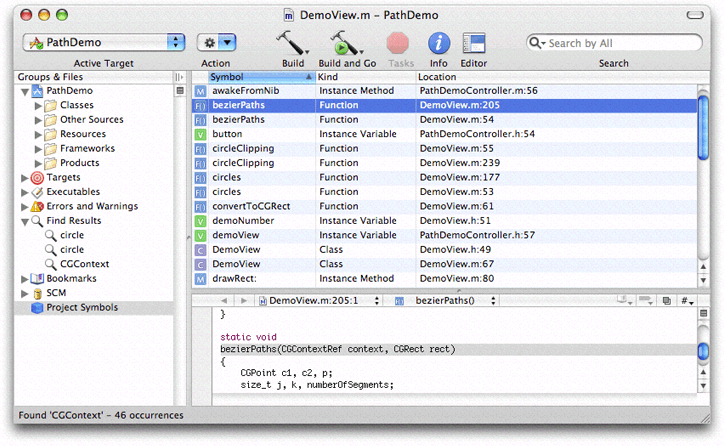 DemoView.m – PathDemo
PathDemo
Active Target
Action
Build
Build and Go
Tasks
Info
Editor
Search by All
Search
Groups & Files
PathDemo
Classes
Other Sources
Resources
Frameworks
Products
Targets
Executables
Errors and Warnings
Find Results
circle
circle
CGContext
Bookmarks
SCM
Project Symbols
Symbol Kind Location
M awakeFromNib Instance Method PathDemoController.m:56
F() bezierPaths Function DemoView.m:205
F() bezierPaths Function DemoView.m:54
V button Instance Variable PathDemoController.h:54
F() circleClipping Function DemoView.m:55
F() circleClipping Function DemoView.m:239
F() circles Function DemoView.m:177
F() circles Function DemoView.m:53
F() convertToCGRect Function DemoView.m:61
V demoNumber Instance Variable DemoView.h:51
V demoView Instance Variable PathDemoController.h:57
C DemoView Class DemoView.h:49
C DemoView Class DemoView.m:67
M drawRect: Instance Method DemoView.m:80
DemoView.m:205:1 bezierPaths() #
}
static void
bezierPaths(CGContextRef context, CGRect rect)
{
CGPoint c1, c2, p;
size_t j, k, numberOfSegments;
Found 'CGContext' – 46 occurrences